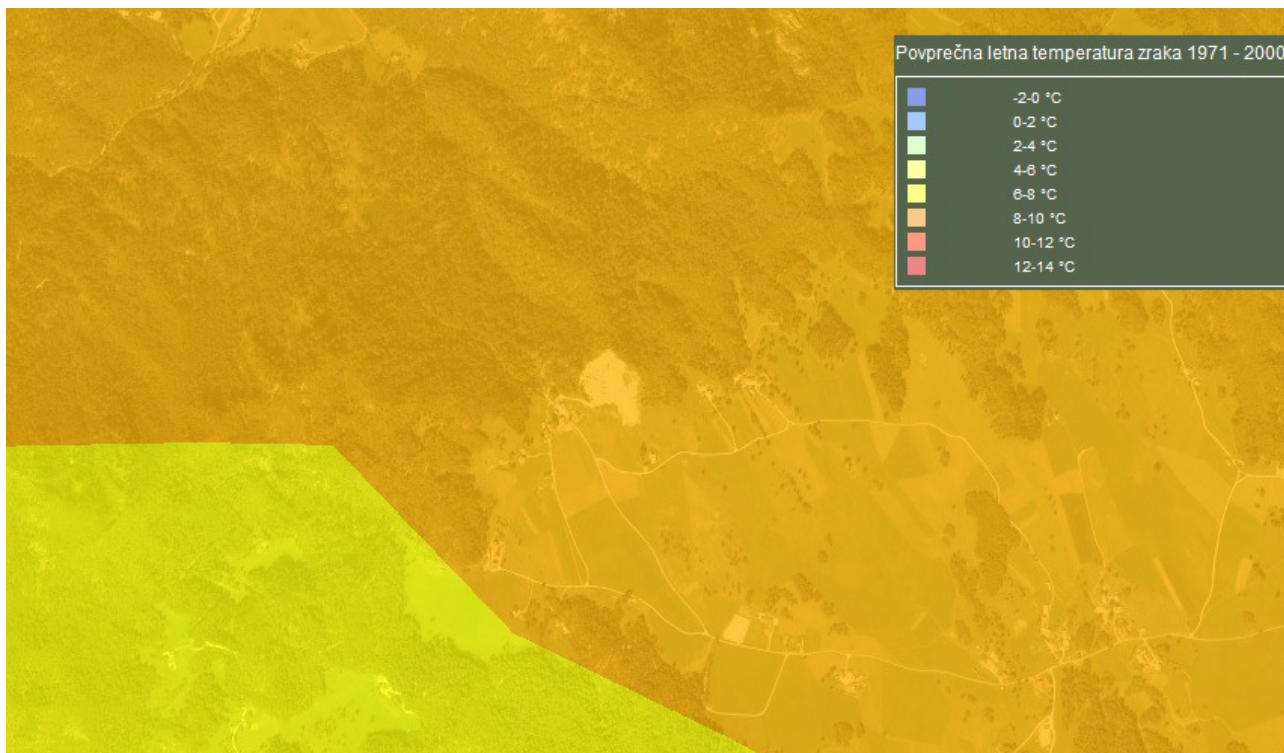 Povprečna letna temperatura zraka 1971 - 2000
-2-0 °C
0-2 °C
2-4 °C
4-6 °C
6-8 °C
8-10 °C
10-12 °C
12-14 °C